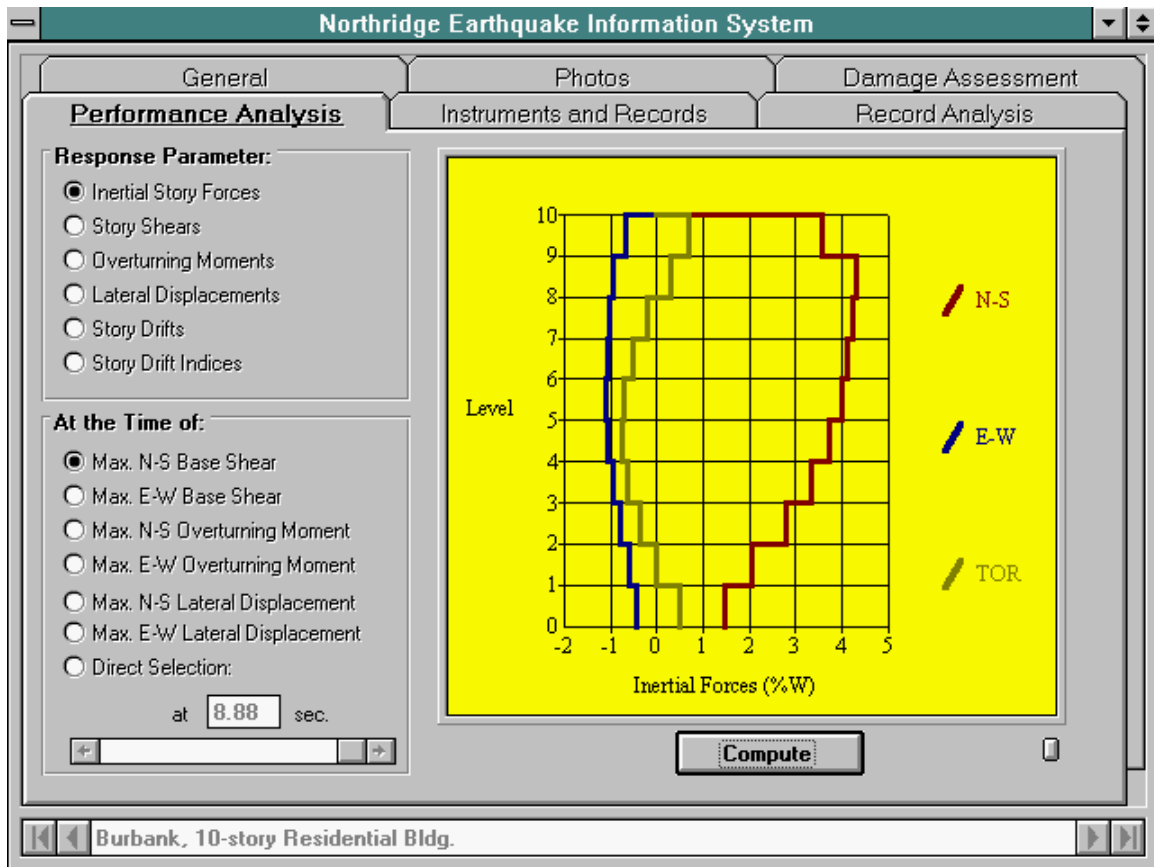 Northridge Earthquake Information System
General
Photos
Damage Assessment
Performance Analysis
Instruments and Records
Record Analysis
Response Parameter:
Inertial Story Forces
Story Shears
Overturning Moments
Lateral Displacements
Story Drifts
Story Drift Indices
At the Time of:
Max. N-S Base Shear
Max. E-W Base Shear
Max. N-S Overturning Moment
Max. E-W Overturning Moment
Max. N-S Lateral Displacement
Max. E-W Lateral Displacement
Direct Selection:
at 8.88 sec.
10
9
8
7
6
5
4
3
2
1
0
Level
-2 -1 0 1 2 3 4 5
Inertial Forces (%W)
N-S
E-W
TOR
Compute
Burbank, 10-story Residential Bldg.